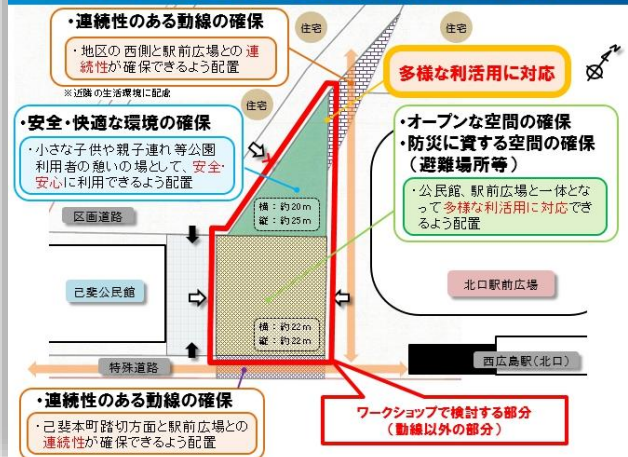 ・連続性のある動線の確保
・地区の西側と駅前広場との連
続性が確保できるよう配置
※近隣の生活環境に配慮
住宅
住宅
住宅
多様な利活用に対応
・安全・快適な環境の確保
・小さな子供や親子連れ等公園
利用者の憩いの場として、安全・
安心に利用できるよう配置
・オープンな空間の確保
・防災に資する空間の確保
（避難場所等）
・公民館、駅前広場と一体とな
って多様な利活用に対応でき
るよう配置
横：約20m
縦：約25m
区画道路
己斐公民館
北口駅前広場
横：約22m
縦：約22m
特殊道路
西広島駅(北口)
・連続性のある動線の確保
・己斐本町踏切方面と駅前広場との
連続性が確保できるよう配置
ワークショップで検討する部分
（動線以外の部分）